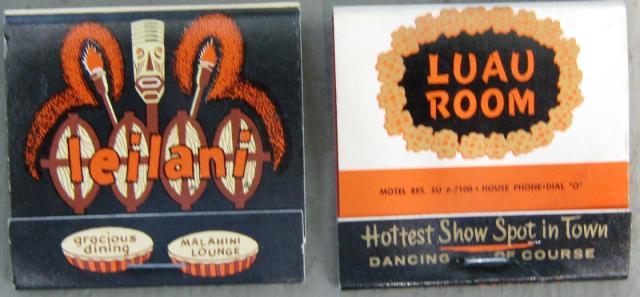 leilani
gracious
dining
MALAHINI
LOUNGE
LUAU
ROOM
MOTEL RES. SU 6-7100 • HOUSE PHONE-DIAL "O"
Hottest Show Spot in Town
DANCING OF COURSE